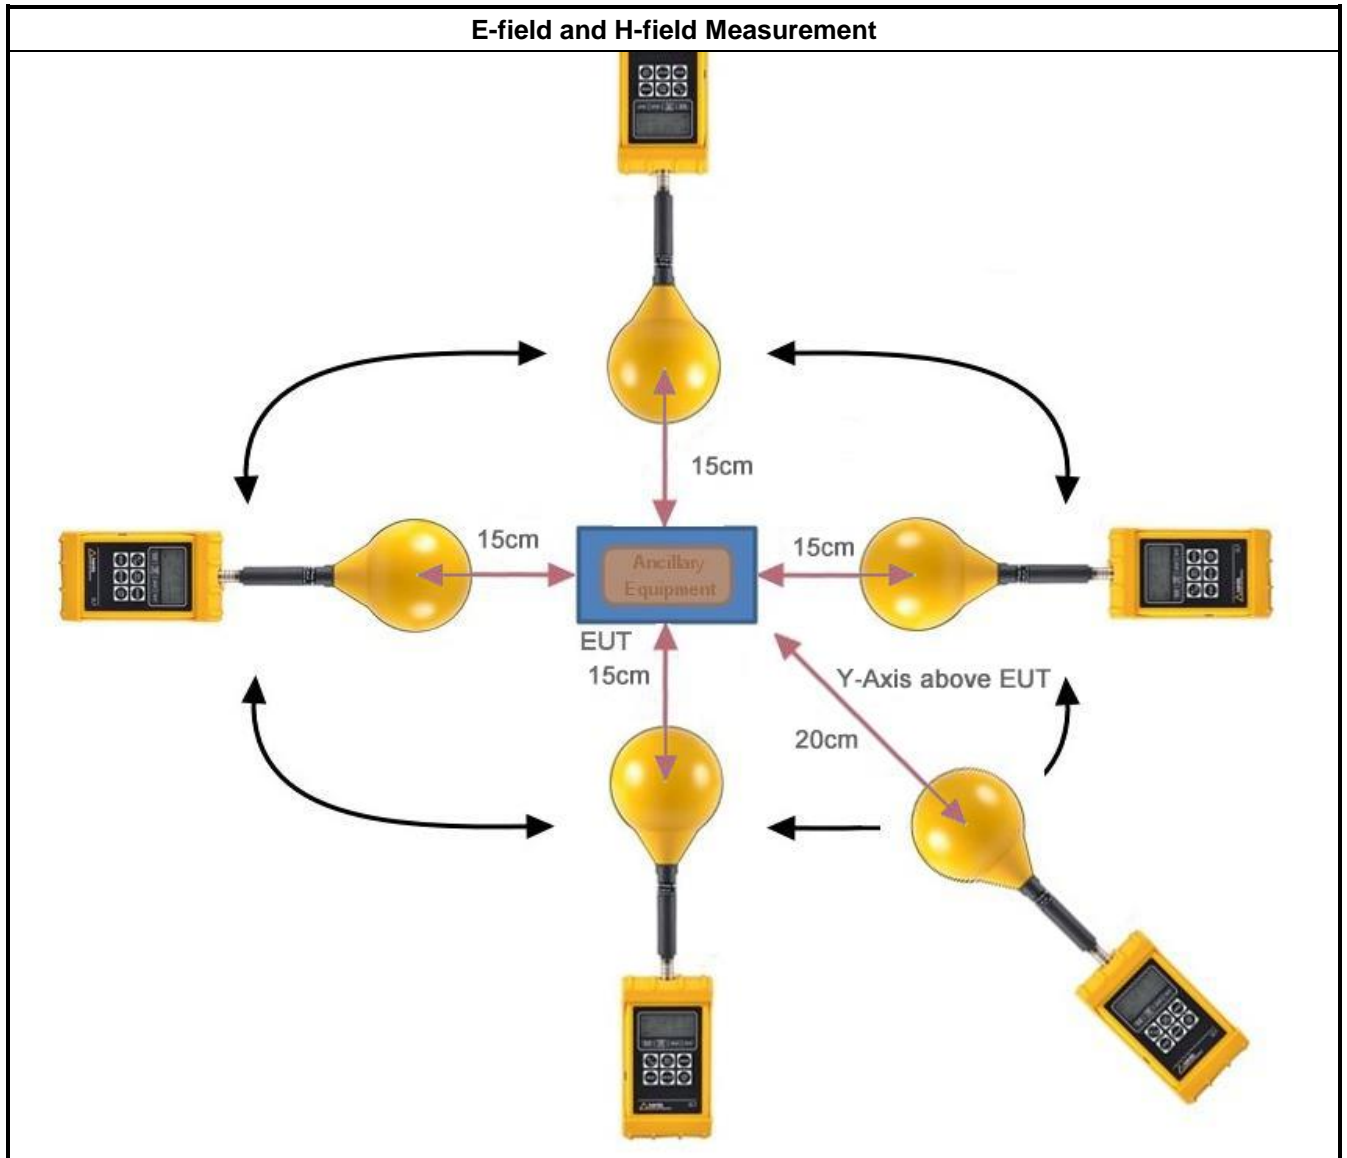 E-field and H-field Measurement
15cm
15cm
15cm
Ancillary
Equipment
EUT
15cm
Y-Axis above EUT
20cm